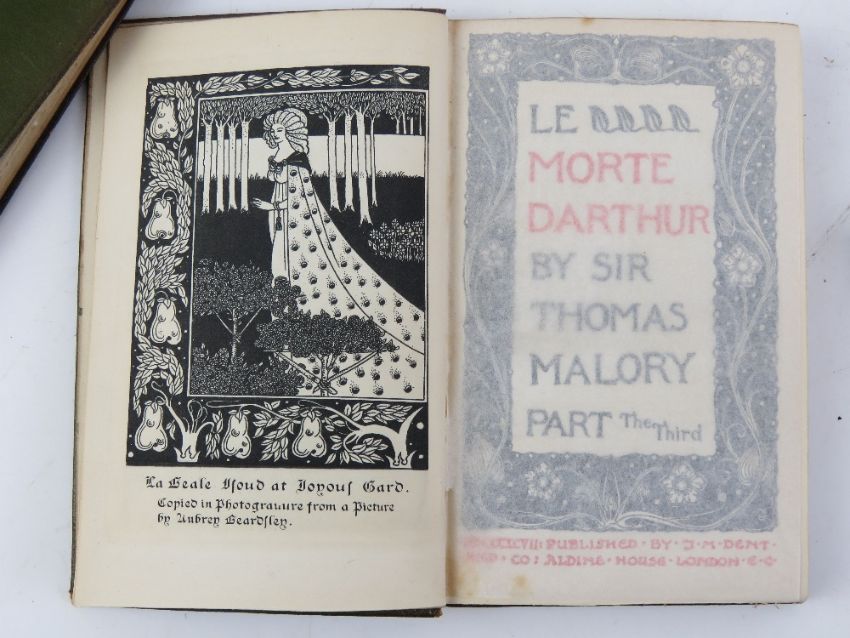 La Beale Isoud at Joyous Gard.
Copied in Photogravure from a Picture
by Aubrey Beardsley.
LE
MORTE
DARTHUR
BY SIR
THOMAS
MALORY
PART The Third
PUBLISHED · BY · J · M · DENT ·
CO: ALDINE · HOUSE · LONDON · E · C